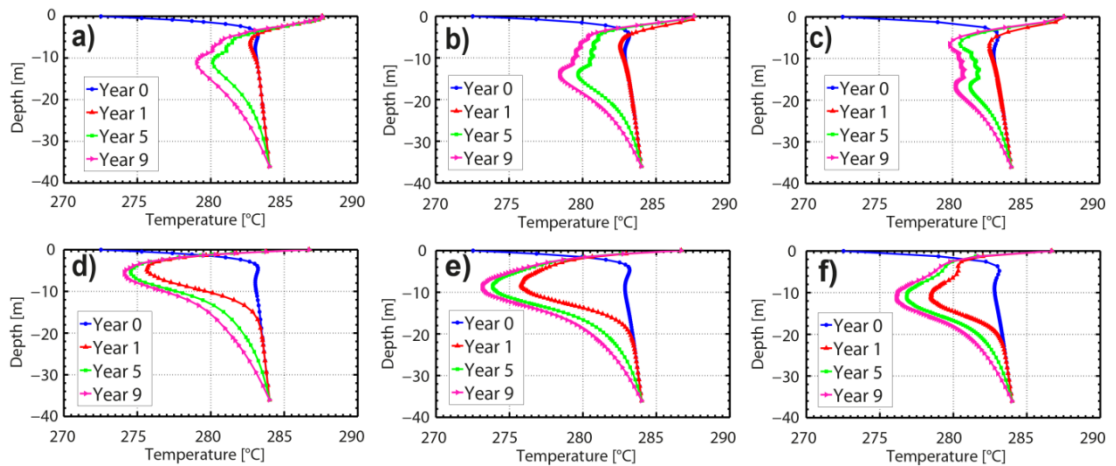 a)
Depth [m]
0
−10
−20
−30
−40
Year 0
Year 1
Year 5
Year 9
270 275 280 285 290
Temperature [°C]
b)
Depth [m]
0
−10
−20
−30
−40
Year 0
Year 1
Year 5
Year 9
270 275 280 285 290
Temperature [°C]
c)
Depth [m]
0
−10
−20
−30
−40
Year 0
Year 1
Year 5
Year 9
270 275 280 285 290
Temperature [°C]
d)
Depth [m]
0
−10
−20
−30
−40
Year 0
Year 1
Year 5
Year 9
270 275 280 285 290
Temperature [°C]
e)
Depth [m]
0
−10
−20
−30
−40
Year 0
Year 1
Year 5
Year 9
270 275 280 285 290
Temperature [°C]
f)
Depth [m]
0
−10
−20
−30
−40
Year 0
Year 1
Year 5
Year 9
270 275 280 285 290
Temperature [°C]